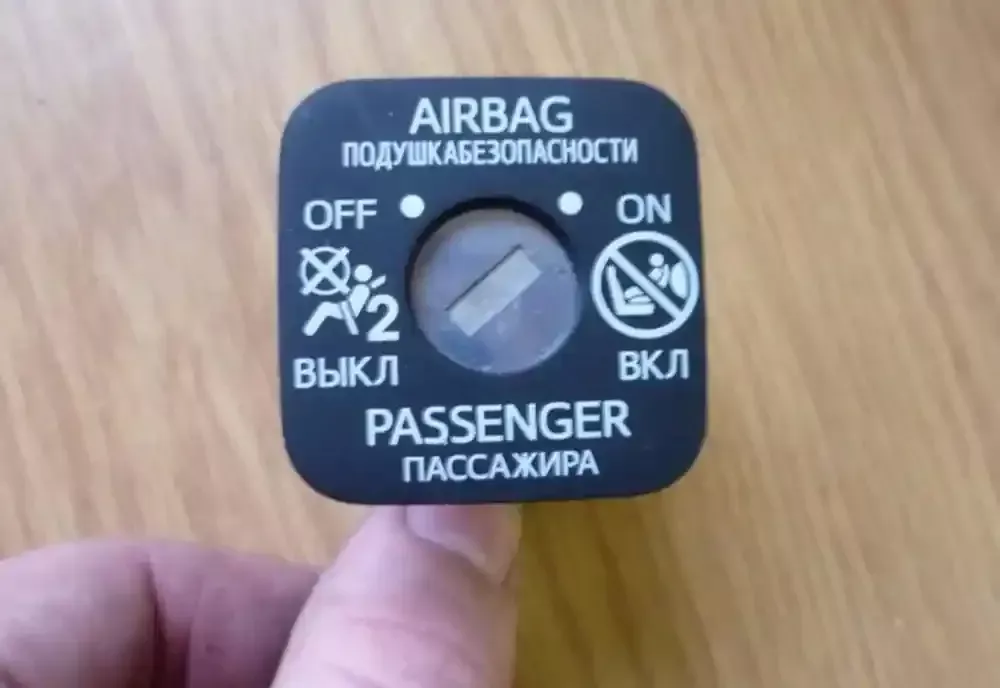 AIRBAG
ПОДУШКАБЕЗОПАСНОСТИ
OFF ON
2
ВЫКЛ ВКЛ
PASSENGER
ПАССАЖИРА